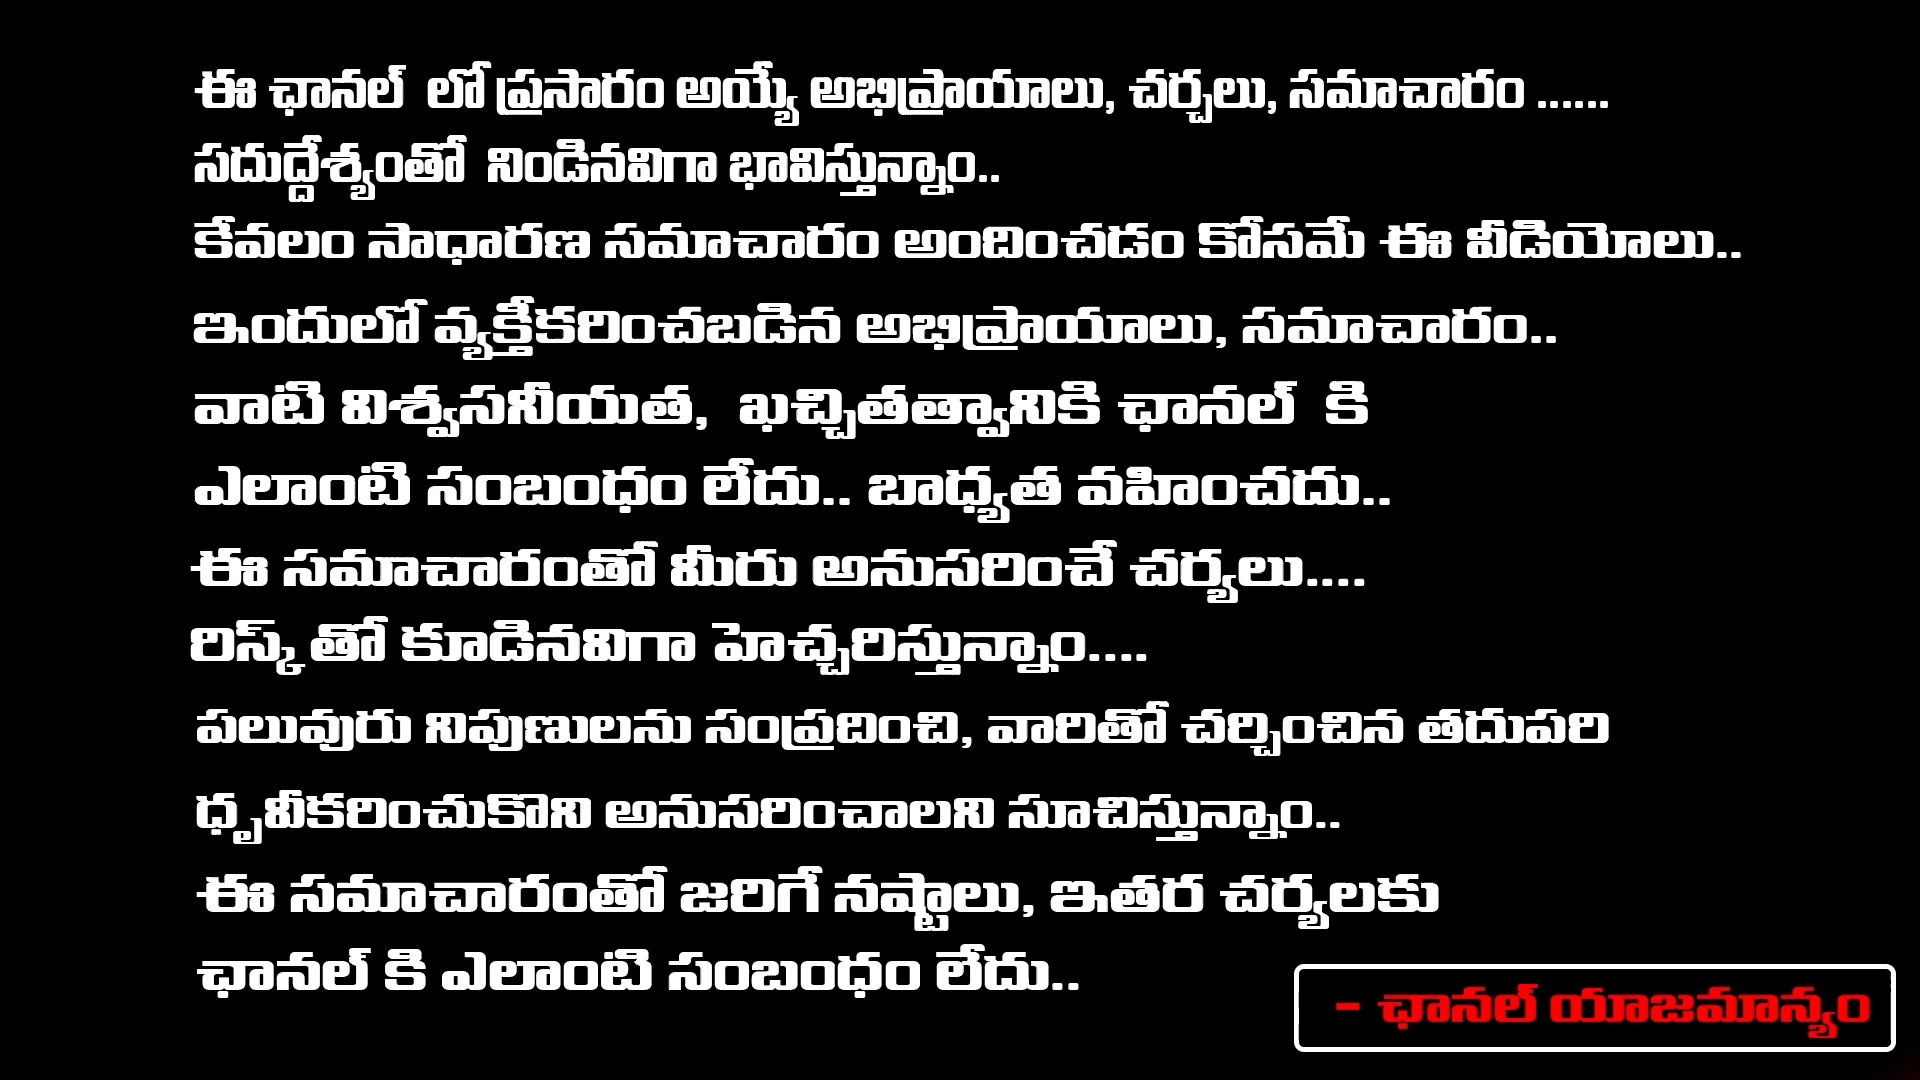 ఈ ఛానల్ లో ప్రసారం అయ్యే అభిప్రాయాలు, చర్చలు, సమాచారం ......
సదుద్దేశ్యంతో నిండినవిగా భావిస్తున్నాం..
కేవలం సాధారణ సమాచారం అందించడం కోసమే ఈ వీడియోలు..
ఇందులో వ్యక్తీకరించబడిన అభిప్రాయాలు, సమాచారం..
వాటి విశ్వసనీయత, ఖచ్చితత్వానికి ఛానల్ కి
ఎలాంటి సంబంధం లేదు.. బాధ్యత వహించదు..
ఈ సమాచారంతో మీరు అనుసరించే చర్యలు....
రిస్క్ తో కూడినవిగా హెచ్చరిస్తున్నాం....
పలువురు నిపుణులను సంప్రదించి, వారితో చర్చించిన తదుపరి
ధృవీకరించుకొని అనుసరించాలని సూచిస్తున్నాం..
ఈ సమాచారంతో జరిగే నష్టాలు, ఇతర చర్యలకు
ఛానల్ కి ఎలాంటి సంబంధం లేదు..
- ఛానల్ యాజమాన్యం